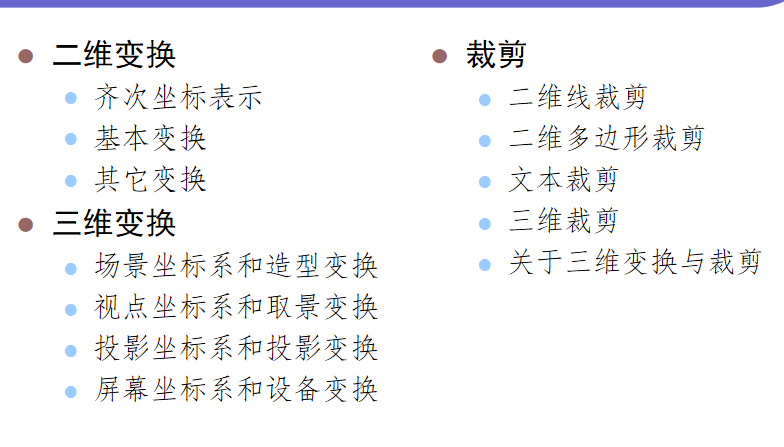 二维变换
齐次坐标表示
基本变换
其它变换
三维变换
场景坐标系和造型变换
视点坐标系和取景变换
投影坐标系和投影变换
屏幕坐标系和设备变换
裁剪
二维线裁剪
二维多边形裁剪
文本裁剪
三维裁剪
关于三维变换与裁剪